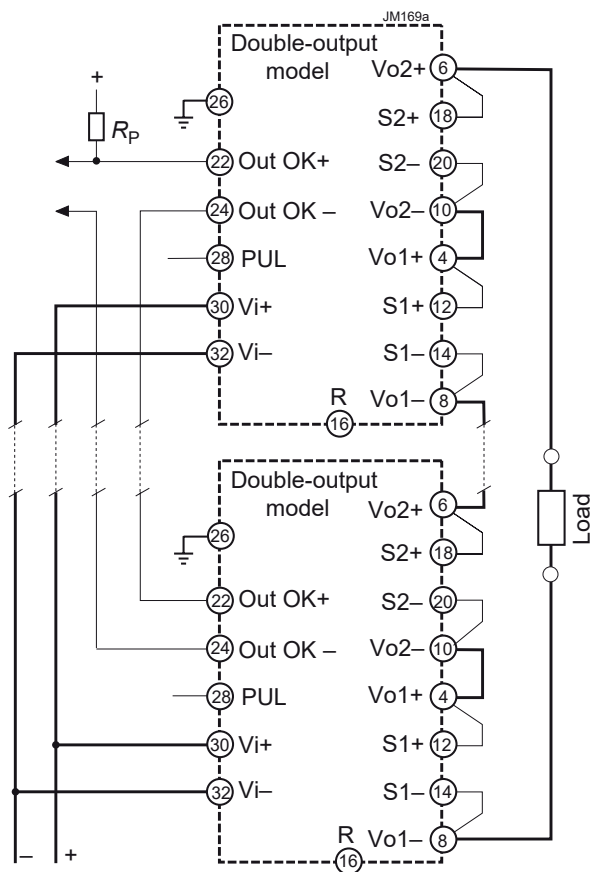 JM169a
Double-output
model
Vo2+ 6
26
S2+ 18
+
RP
22 Out OK+
S2– 20
24 Out OK –
Vo2– 10
28 PUL
Vo1+ 4
30 Vi+
S1+ 12
32 Vi–
S1– 14
R
16
Vo1– 8
Double-output
model
Vo2+ 6
26
S2+ 18
Load
22 Out OK+
S2– 20
24 Out OK –
Vo2– 10
28 PUL
Vo1+ 4
30 Vi+
S1+ 12
32 Vi–
S1– 14
R
16
Vo1– 8
– +